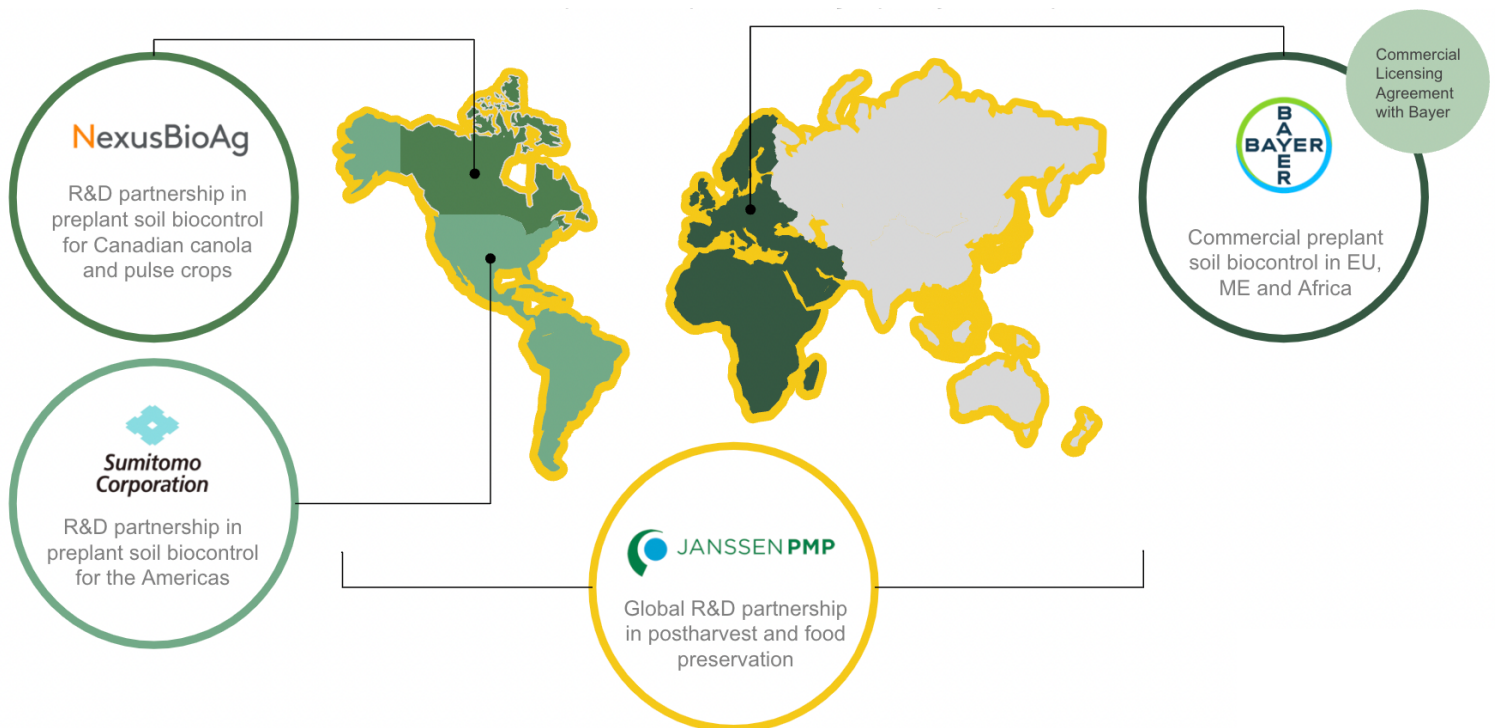 NexusBioAg
R&D partnership in
preplant soil biocontrol
for Canadian canola
and pulse crops
Sumitomo
Corporation
R&D partnership in
preplant soil biocontrol
for the Americas
JANSSEN PMP
Global R&D partnership
in postharvest and food
preservation
BAYER
BAYER
Commercial preplant
soil biocontrol in EU,
ME and Africa
Commercial
Licensing
Agreement
with Bayer